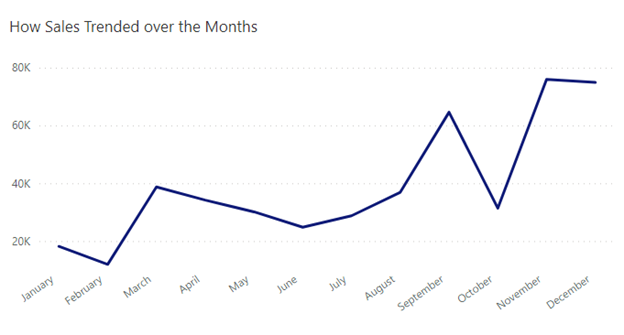 How Sales Trended over the Months
80K
60K
40K
20K
January
February
March
April
May
June
July
August
September
October
November
December